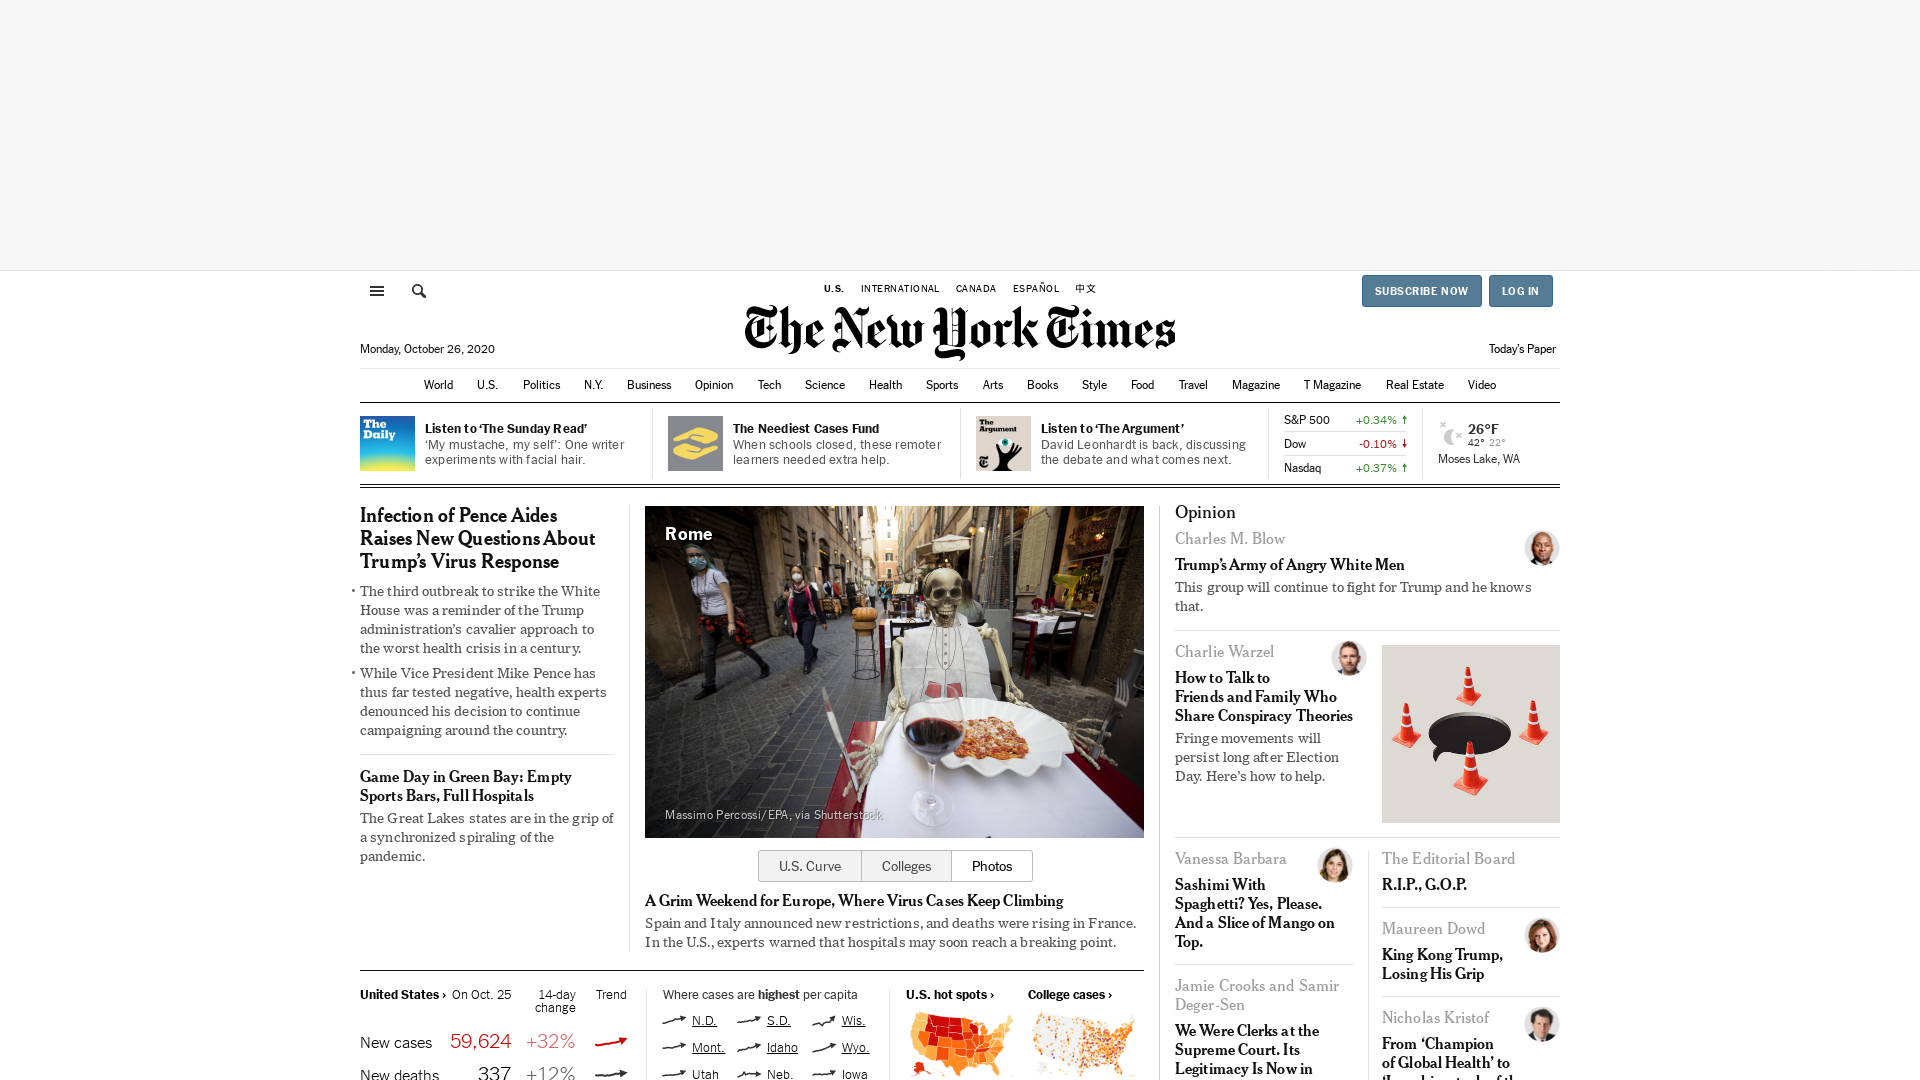 U.S.
INTERNATIONAL
CANADA
ESPAÑOL
中文
SUBSCRIBE NOW
LOG IN
The New York Times
Monday, October 26, 2020
Today's Paper
World
U.S.
Politics
N.Y.
Business
Opinion
Tech
Science
Health
Sports
Arts
Books
Style
Food
Travel
Magazine
T Magazine
Real Estate
Video
The
Daily
Listen to ‘The Sunday Read’
‘My mustache, my self’: One writer
experiments with facial hair.
The Neediest Cases Fund
When schools closed, these remoter
learners needed extra help.
The
Argument
Listen to ‘The Argument’
David Leonhardt is back, discussing
the debate and what comes next.
S&P 500 +0.34%
Dow -0.10%
Nasdaq +0.37%
26°F
42° 22°
Moses Lake, WA
Infection of Pence Aides
Raises New Questions About
Trump’s Virus Response
• The third outbreak to strike the White
House was a reminder of the Trump
administration’s cavalier approach to
the worst health crisis in a century.
• While Vice President Mike Pence has
thus far tested negative, health experts
denounced his decision to continue
campaigning around the country.
Game Day in Green Bay: Empty
Sports Bars, Full Hospitals
The Great Lakes states are in the grip of
a synchronized spiraling of the
pandemic.
Rome
Massimo Percossi/EPA, via Shutterstock
U.S. Curve
Colleges
Photos
A Grim Weekend for Europe, Where Virus Cases Keep Climbing
Spain and Italy announced new restrictions, and deaths were rising in France.
In the U.S., experts warned that hospitals may soon reach a breaking point.
Opinion
Charles M. Blow
Trump’s Army of Angry White Men
This group will continue to fight for Trump and he knows
that.
Charlie Warzel
How to Talk to
Friends and Family Who
Share Conspiracy Theories
Fringe movements will
persist long after Election
Day. Here’s how to help.
Vanessa Barbara
Sashimi With
Spaghetti? Yes, Please.
And a Slice of Mango on
Top.
Jamie Crooks and Samir
Deger-Sen
We Were Clerks at the
Supreme Court. Its
Legitimacy Is Now in
The Editorial Board
R.I.P., G.O.P.
Maureen Dowd
King Kong Trump,
Losing His Grip
Nicholas Kristof
From ‘Champion
of Global Health’ to
United States › On Oct. 25 14-day
change Trend
New cases 59,624 +32%
New deaths 337 +12%
Where cases are highest per capita
N.D. S.D. Wis.
Mont. Idaho Wyo.
Utah Neb. Iowa
U.S. hot spots ›
College cases ›